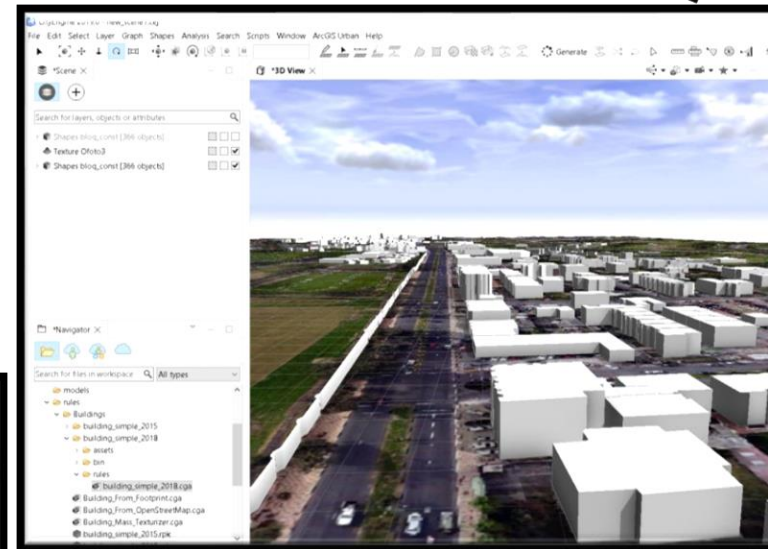 File Edit Select Layer Graph Shapes Analysis Search Scripts Window ArcGIS Urban Help
Generate
*Scene
*3D View
Search for layers, objects or attributes
Shapes bloq_const [366 objects]
Texture Ofoto3
Shapes bloq_const [366 objects]
*Navigator
Search for files in workspace
All types
models
rules
Buildings
building_simple_2015
building_simple_2018
assets
bin
rules
building_simple_2018.cga
Building_From_Footprint.cga
Building_From_OpenStreetMap.cga
Building_Mass_Texturizer.cga
building_simple_2015.rpk